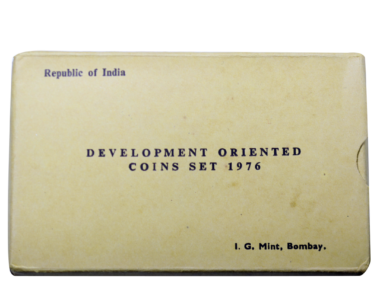 Republic of India
DEVELOPMENT ORIENTED
COINS SET 1976
I. G. Mint, Bombay.